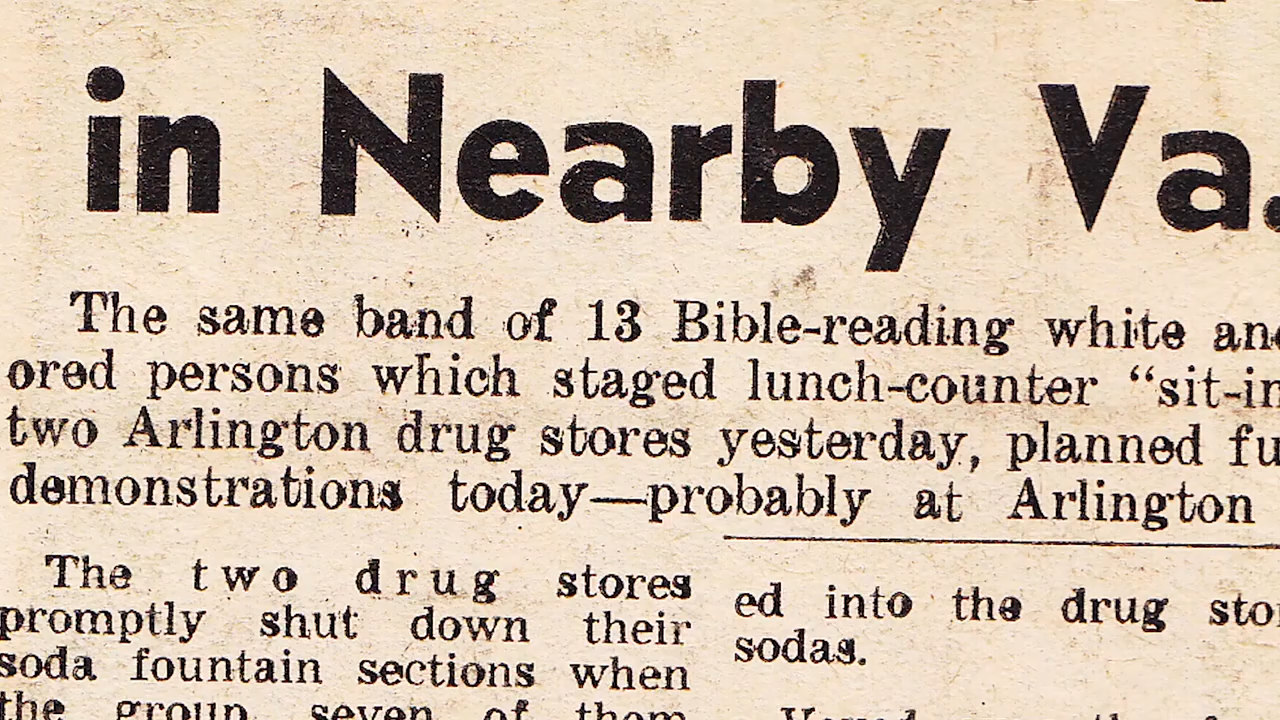 in Nearby Va.
The same band of 13 Bible-reading white and
ored persons which staged lunch-counter “sit-in
two Arlington drug stores yesterday, planned fu
demonstrations today—probably at Arlington
The two drug stores
promptly shut down their
soda fountain sections when
the group, seven of them
ed into the drug sto
sodas.